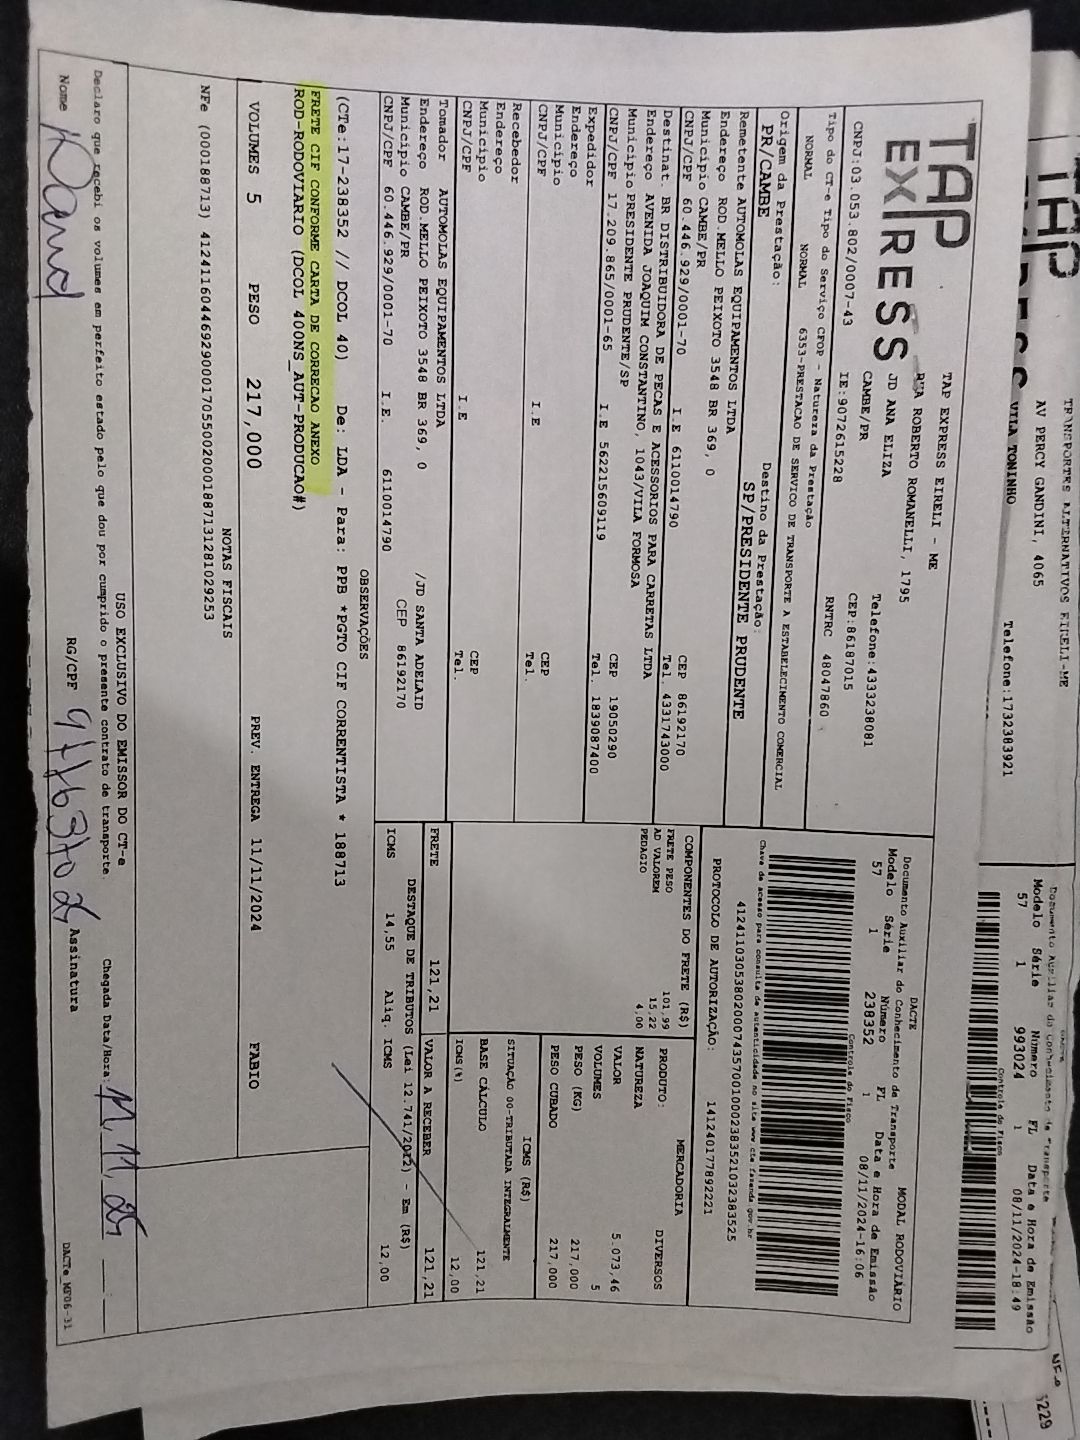 TRANSPORTES ALTERNATIVOS EIRELI-ME
AV PERCY GANDINI, 4065
VILA TONINHO
Telefone:1732383921
Modelo Série Número FL Data e Hora de Emissão
57 1 993024 1 08/11/2024-18:49
Controle do Fisco
TAP
EXPRESS
TAP EXPRESS EIRELI - ME
RUA ROBERTO ROMANELLI, 1795
JD ANA ELIZA
CAMBE/PR
Telefone:4333238081
CEP:86187015
CNPJ:03.053.802/0007-43 IE:9072615228
RNTRC 48047860
DACTE
Documento Auxiliar do Conhecimento de Transporte
MODAL RODOVIÁRIO
Modelo Série Número FL Data e Hora de Emissão
57 1 238352 1 08/11/2024-16:06
Controle do Fisco
Chave de acesso para consulta de autenticidade no site www.cte.fazenda.gov.br
41241103053802000743570010002383521032383525
PROTOCOLO DE AUTORIZAÇÃO: 141240177892221
Tipo do CT-e Tipo do Serviço CFOP - Natureza da Prestação
NORMAL NORMAL 6353-PRESTACAO DE SERVICO DE TRANSPORTE A ESTABELECIMENTO COMERCIAL
Origem da Prestação: Destino da Prestação:
PR/CAMBE SP/PRESIDENTE PRUDENTE
Remetente AUTOMOLAS EQUIPAMENTOS LTDA
Endereço ROD.MELLO PEIXOTO 3548 BR 369, 0
Município CAMBE/PR CEP 86192170
CNPJ/CPF 60.446.929/0001-70 I.E 6110014790 Tel. 4331743000
Destinat. BR DISTRIBUIDORA DE PECAS E ACESSORIOS PARA CARRETAS LTDA
Endereço AVENIDA JOAQUIM CONSTANTINO, 1043/VILA FORMOSA
Município PRESIDENTE PRUDENTE/SP CEP 19050290
CNPJ/CPF 17.209.865/0001-65 I.E 562215609119 Tel. 1839087400
Expedidor
Endereço
Município CEP
CNPJ/CPF I.E Tel.
Recebedor
Endereço
Município CEP
CNPJ/CPF I.E Tel.
Tomador AUTOMOLAS EQUIPAMENTOS LTDA
Endereço ROD.MELLO PEIXOTO 3548 BR 369, 0 /JD SANTA ADELAID
Município CAMBE/PR CEP 86192170
CNPJ/CPF 60.446.929/0001-70 I.E. 6110014790
COMPONENTES DO FRETE (R$)
FRETE PESO 101,99
AD VALOREM 15,22
PEDAGIO 4,00
MERCADORIA
PRODUTO: DIVERSOS
NATUREZA
VALOR 5.073,46
VOLUMES 5
PESO (KG) 217,000
PESO CUBADO 217,000
ICMS (R$)
SITUAÇÃO 00-TRIBUTADA INTEGRALMENTE
BASE CÁLCULO 121,21
ICMS(%) 12,00
FRETE 121,21 VALOR A RECEBER 121,21
DESTAQUE DE TRIBUTOS (Lei 12.741/2012) - Em (R$)
ICMS 14,55 Aliq. ICMS 12,00
OBSERVAÇÕES
(CTe:17-238352 // DCOL 40) De: LDA - Para: PPB *PGTO CIF CORRENTISTA * 188713
FRETE CIF CONFORME CARTA DE CORRECAO ANEXO
ROD-RODOVIARIO (DCOL 400NS_AUT-PRODUCAO#)
VOLUMES 5 PESO 217,000 PREV. ENTREGA 11/11/2024 FABIO
NOTAS FISCAIS
NFe (000188713) 41241160446929000170550020001887131281029253
USO EXCLUSIVO DO EMISSOR DO CT-e
Declaro que recebi os volumes em perfeito estado pelo que dou por cumprido o presente contrato de transporte.
Chegada Data/Hora: 11, 11, __:__
Nome RG/CPF Assinatura
DACTe MF06-31